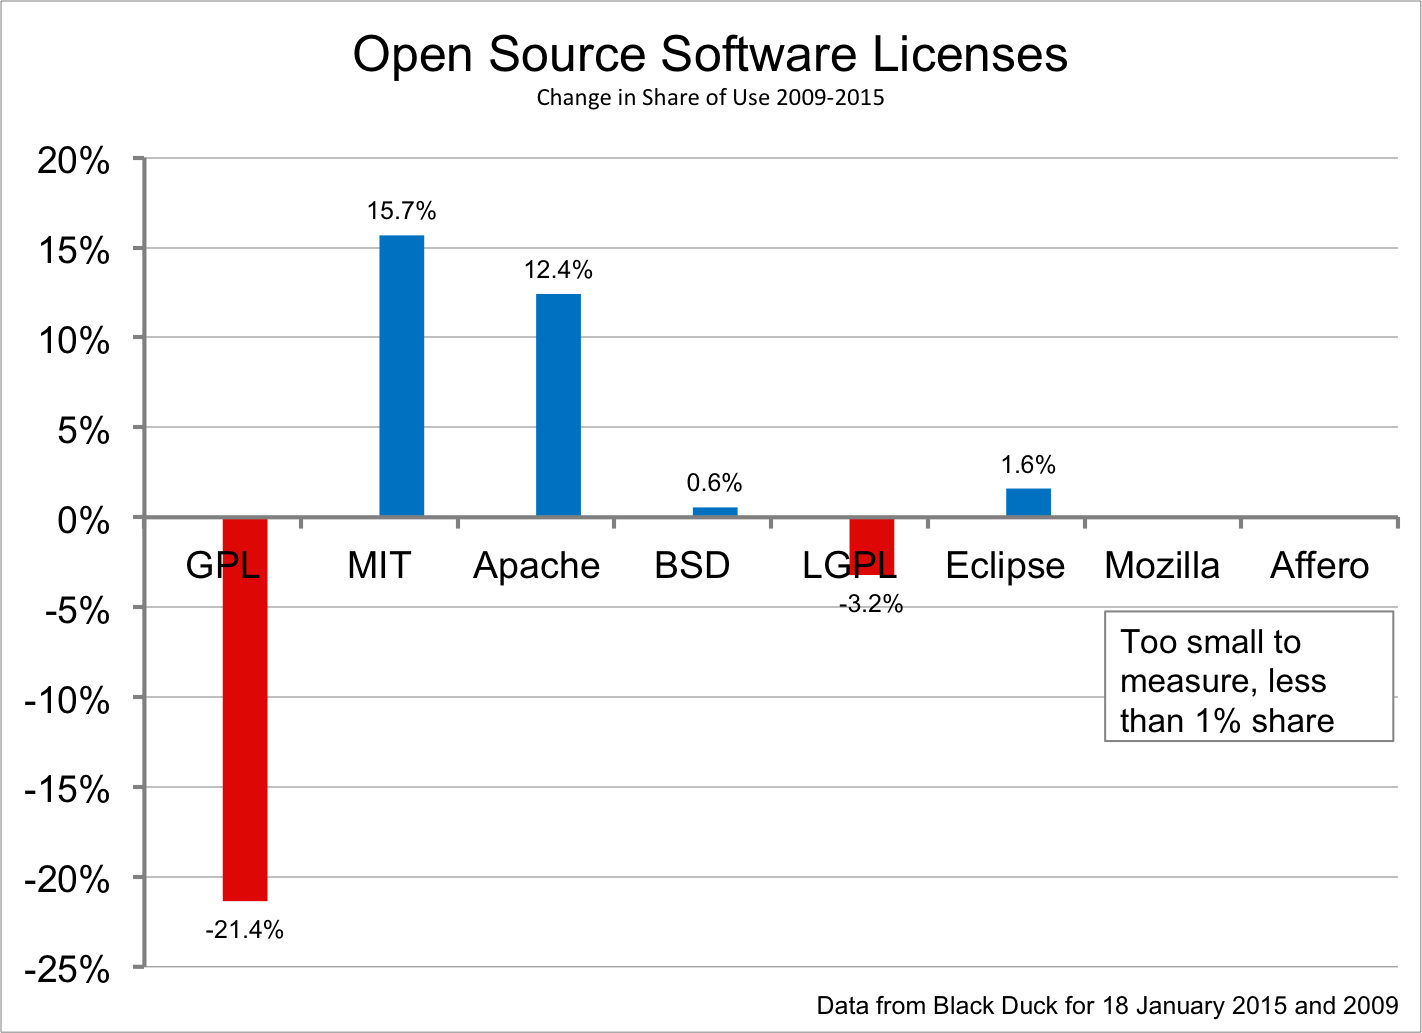 Open Source Software Licenses
Change in Share of Use 2009-2015
20%
15%
10%
5%
0%
-5%
-10%
-15%
-20%
-25%
15.7%
12.4%
0.6%
1.6%
GPL MIT Apache BSD LGPL Eclipse Mozilla Affero
-3.2%
-21.4%
Too small to
measure, less
than 1% share
Data from Black Duck for 18 January 2015 and 2009